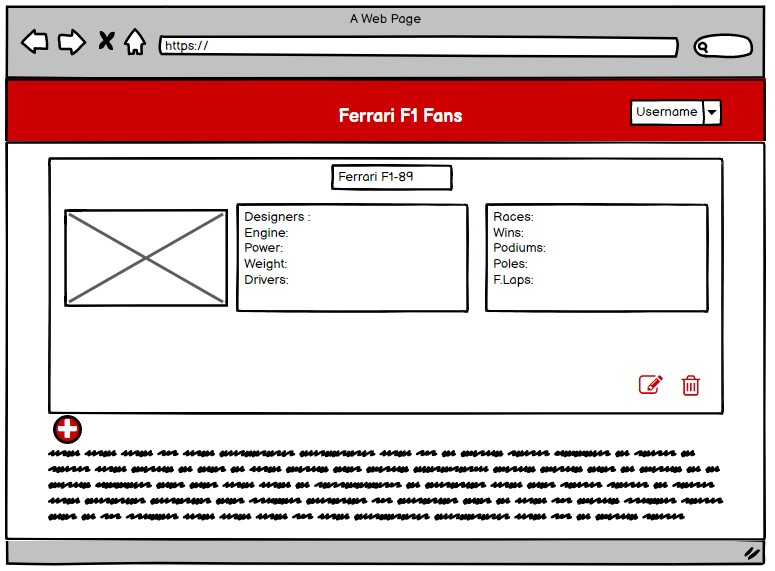 A Web Page
https://
Ferrari F1 Fans
Username
Ferrari F1-89
Designers :
Engine:
Power:
Weight:
Drivers:
Races:
Wins:
Podiums:
Poles:
F.Laps: